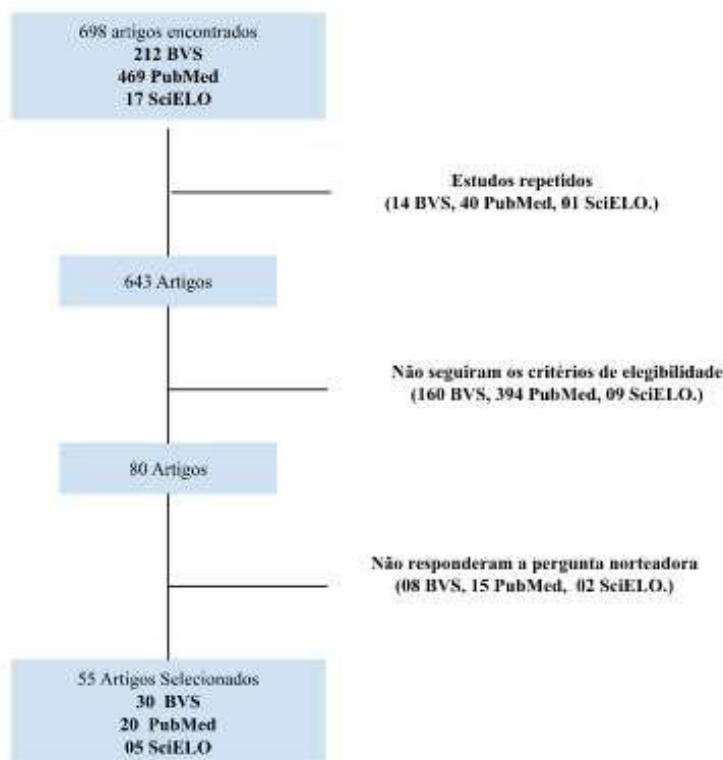 698 artigos encontrados
212 BVS
469 PubMed
17 SciELO
Estudos repetidos
(14 BVS, 40 PubMed, 01 SciELO.)
643 Artigos
Não seguiram os critérios de elegibilidade
(160 BVS, 394 PubMed, 09 SciELO.)
80 Artigos
Não responderam a pergunta norteadora
(08 BVS, 15 PubMed, 02 SciELO.)
55 Artigos Selecionados
30 BVS
20 PubMed
05 SciELO